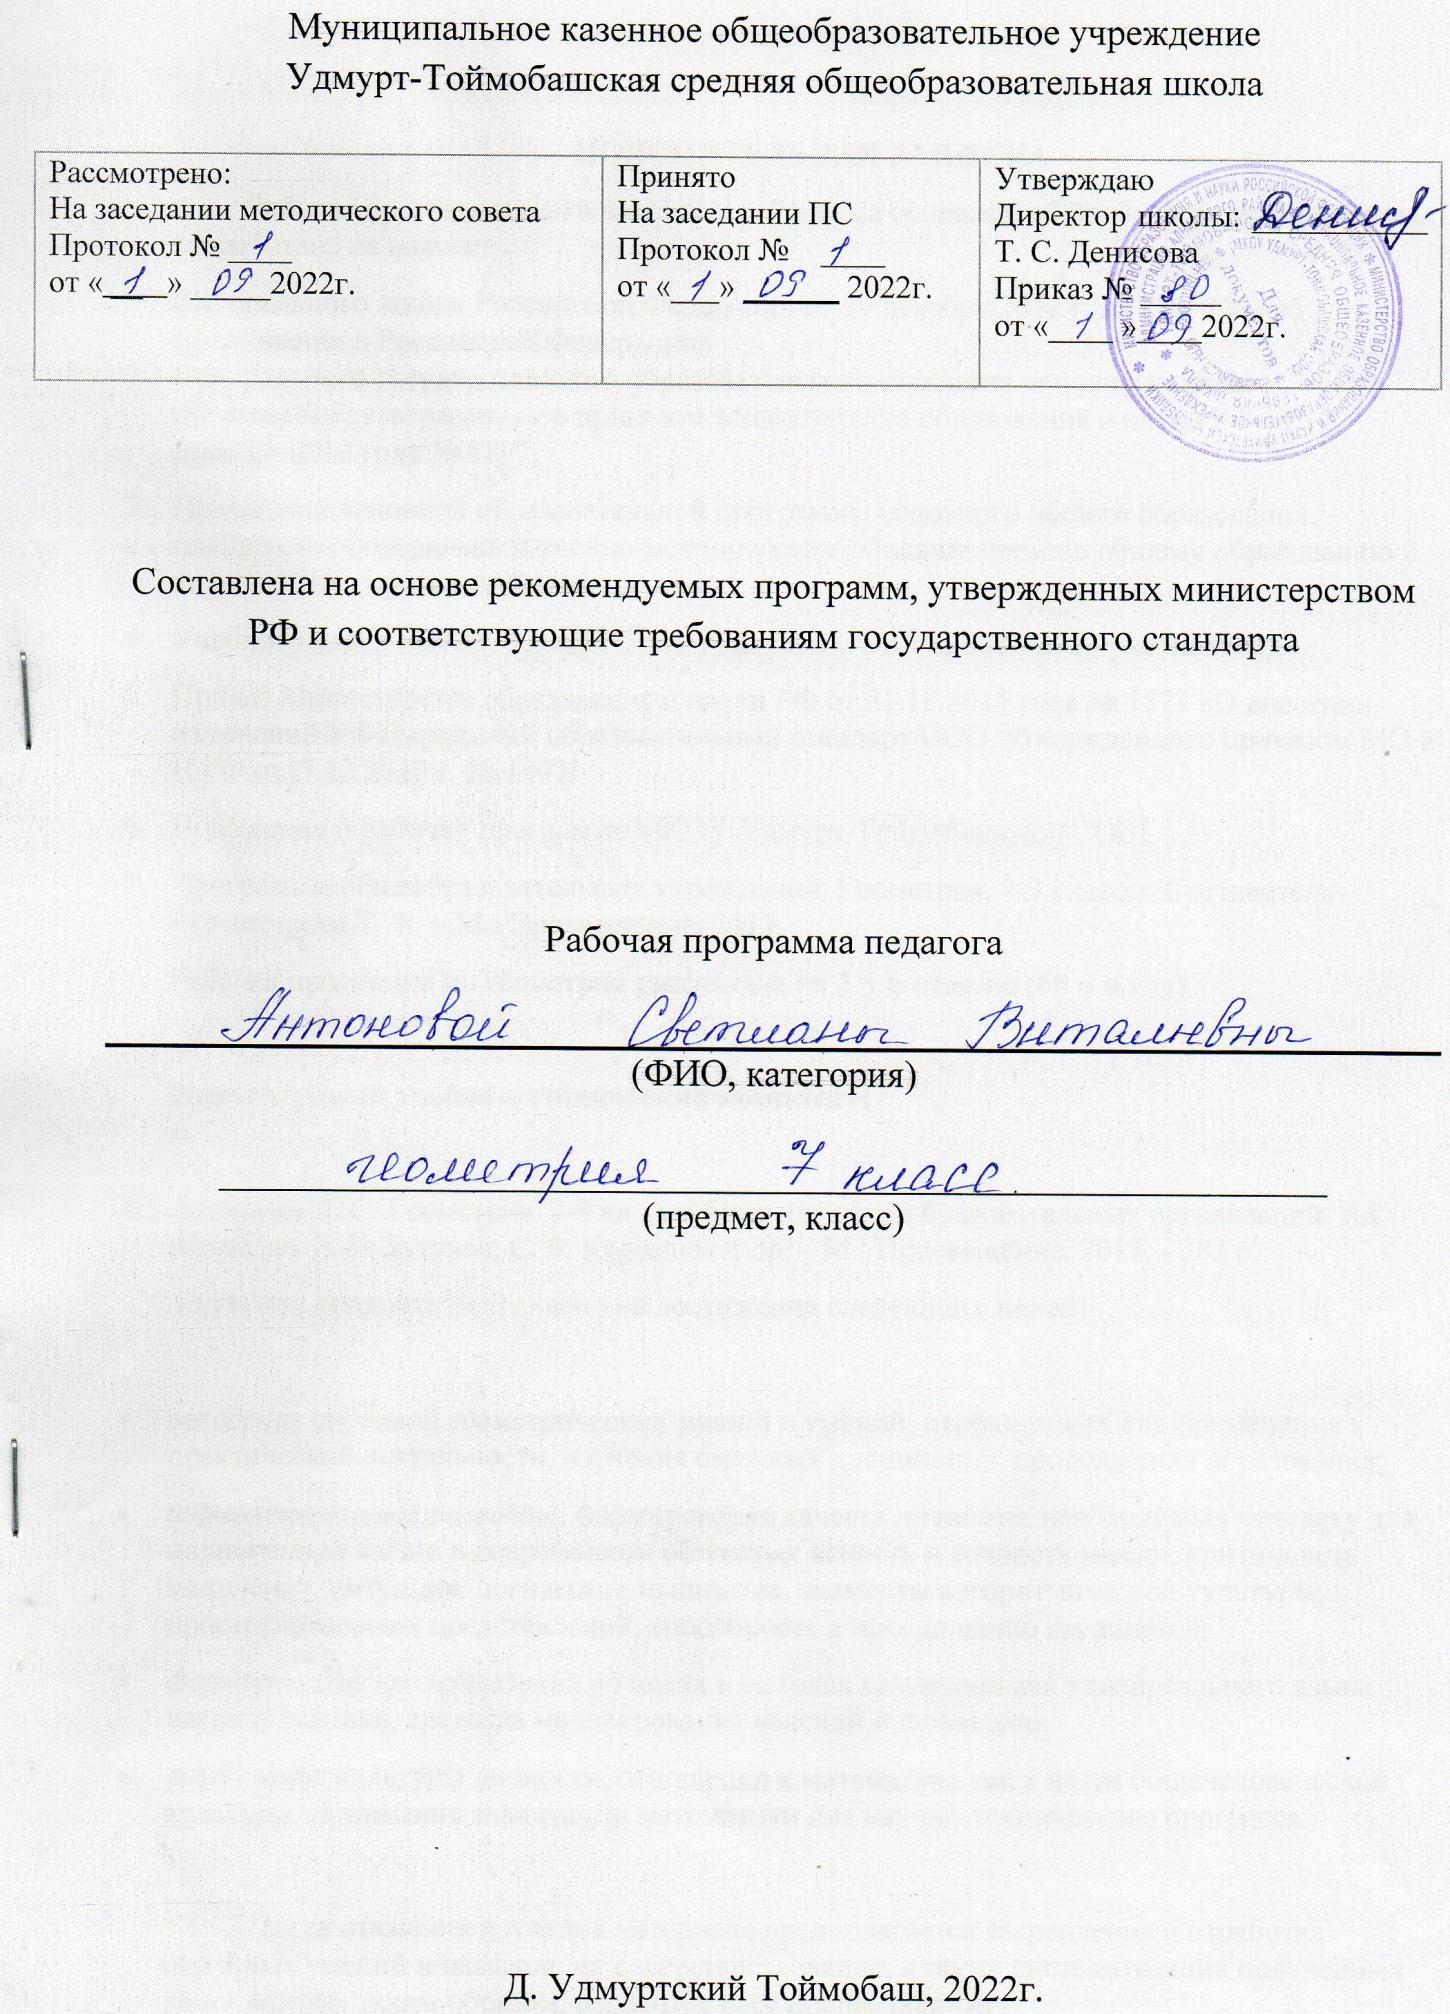 Муниципальное казенное общеобразовательное учреждение
Удмурт-Тоймобашская средняя общеобразовательная школа
Рассмотрено:
На заседании методического совета
Протокол № 1
от « 1 » 09 2022г.
Принято
На заседании ПС
Протокол № 1
от « 1 » 09 2022г.
Утверждаю
Директор школы:
Т. С. Денисова
Приказ № 80
от « 1 » 09 2022г.
Для
документов
Составлена на основе рекомендуемых программ, утвержденных министерством
РФ и соответствующие требованиям государственного стандарта
Рабочая программа педагога
Антоновой Светланы Витальевны
(ФИО, категория)
геометрия 7 класс.
(предмет, класс)
Д. Удмуртский Тоймобаш, 2022г.